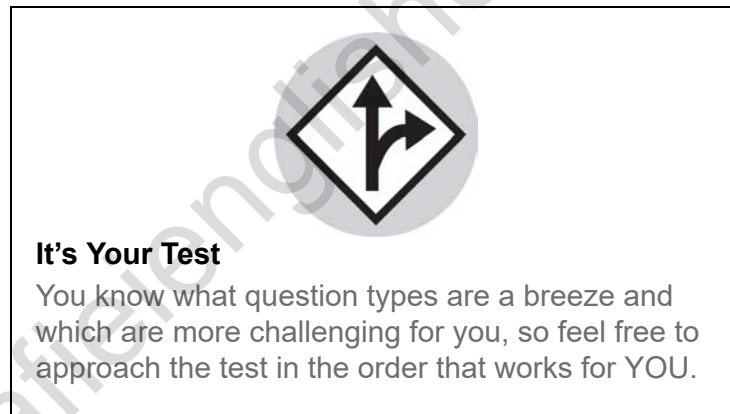 It’s Your Test
You know what question types are a breeze and
which are more challenging for you, so feel free to
approach the test in the order that works for YOU.